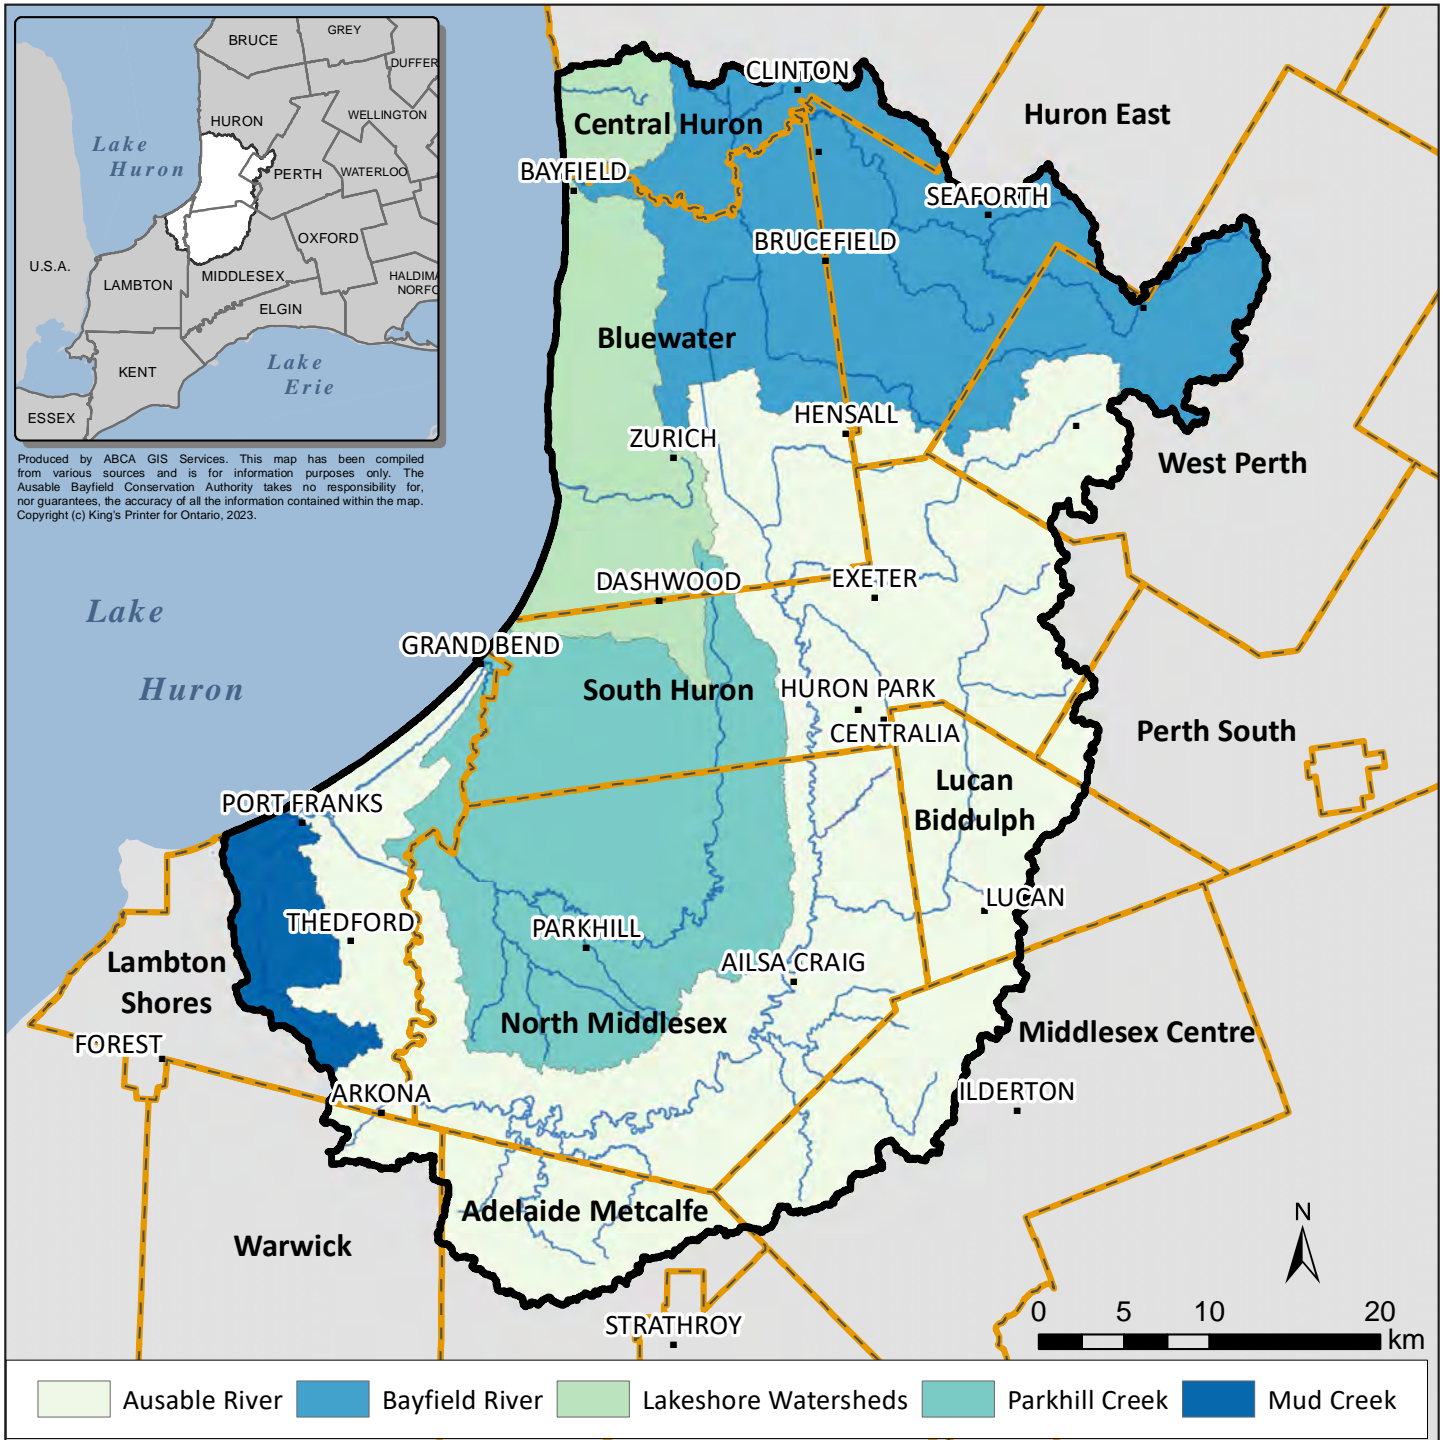 BRUCE
GREY
DUFFER
HURON
WELLINGTON
Lake
Huron
PERTH
WATERLOO
OXFORD
U.S.A.
LAMBTON
MIDDLESEX
HALDIMA
NORFO
ELGIN
KENT
Lake
Erie
ESSEX
Produced by ABCA GIS Services. This map has been compiled
from various sources and is for information purposes only. The
Ausable Bayfield Conservation Authority takes no responsibility for,
nor guarantees, the accuracy of all the information contained within the map.
Copyright (c) King's Printer for Ontario, 2023.
CLINTON
Huron East
Central Huron
BAYFIELD
SEAFORTH
BRUCEFIELD
Bluewater
HENSALL
ZURICH
West Perth
DASHWOOD
EXETER
Lake
Huron
GRAND BEND
South Huron
HURON PARK
CENTRALIA
Perth South
Lucan
Biddulph
PORT FRANKS
LUCAN
THEDFORD
PARKHILL
AILSA CRAIG
Lambton
Shores
North Middlesex
Middlesex Centre
FOREST
ARKONA
ILDERTON
Adelaide Metcalfe
Warwick
N
STRATHROY
0 5 10 20
km
Ausable River
Bayfield River
Lakeshore Watersheds
Parkhill Creek
Mud Creek